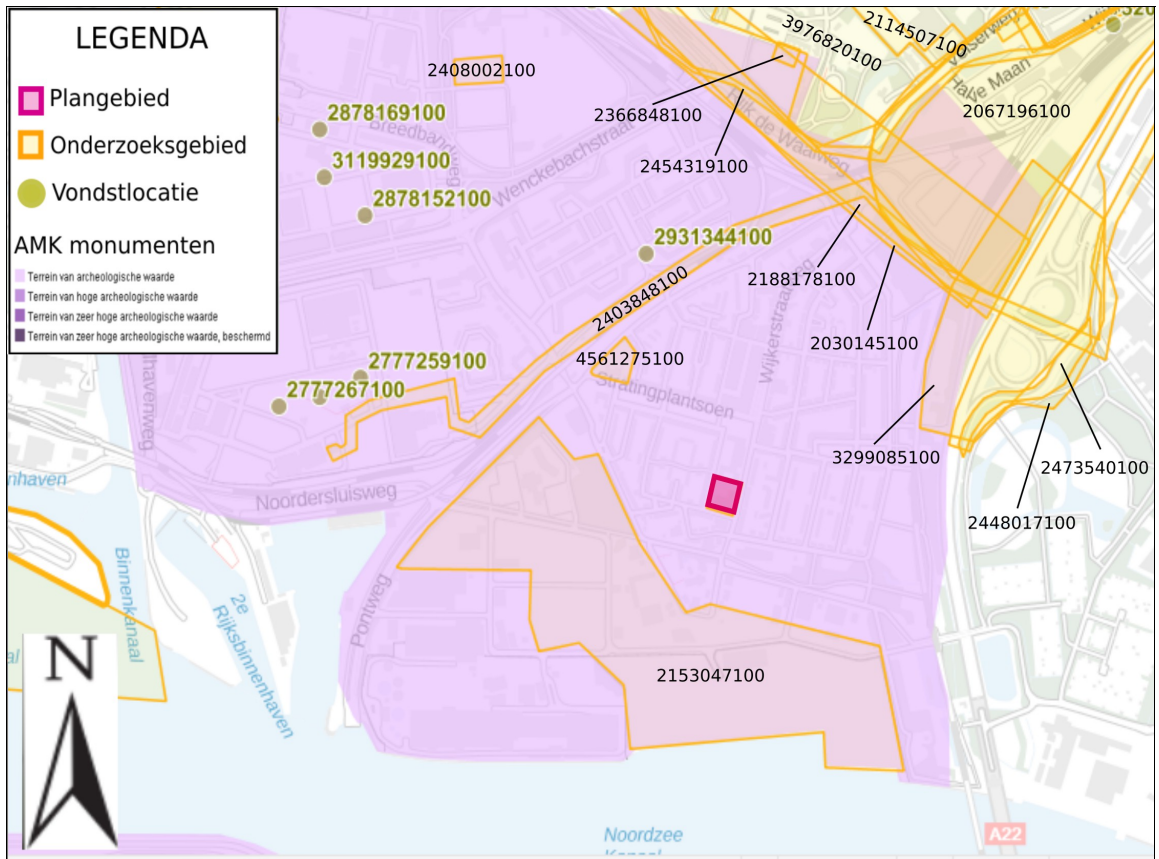 LEGENDA
Plangebied
Onderzoeksgebied
Vondstlocatie
AMK monumenten
Terrein van archeologische waarde
Terrein van hoge archeologische waarde
Terrein van zeer hoge archeologische waarde
Terrein van zeer hoge archeologische waarde, beschermd
2408002100
2878169100
3119929100
2878152100
Breedbandweg
Wenckebachstraat
3976820100
2114507100
Halve Maan
2366848100
2067196100
2454319100
Rijk de Waalweg
2931344100
2403848100
2188178100
2030145100
4561275100
Stratingplantsoen
2777259100
2777267100
3299085100
2473540100
2448017100
Noordersluisweg
Pontweg
Binnenkanaal
2e
Rijksbinnenhaven
2153047100
N
Noordzee
A22